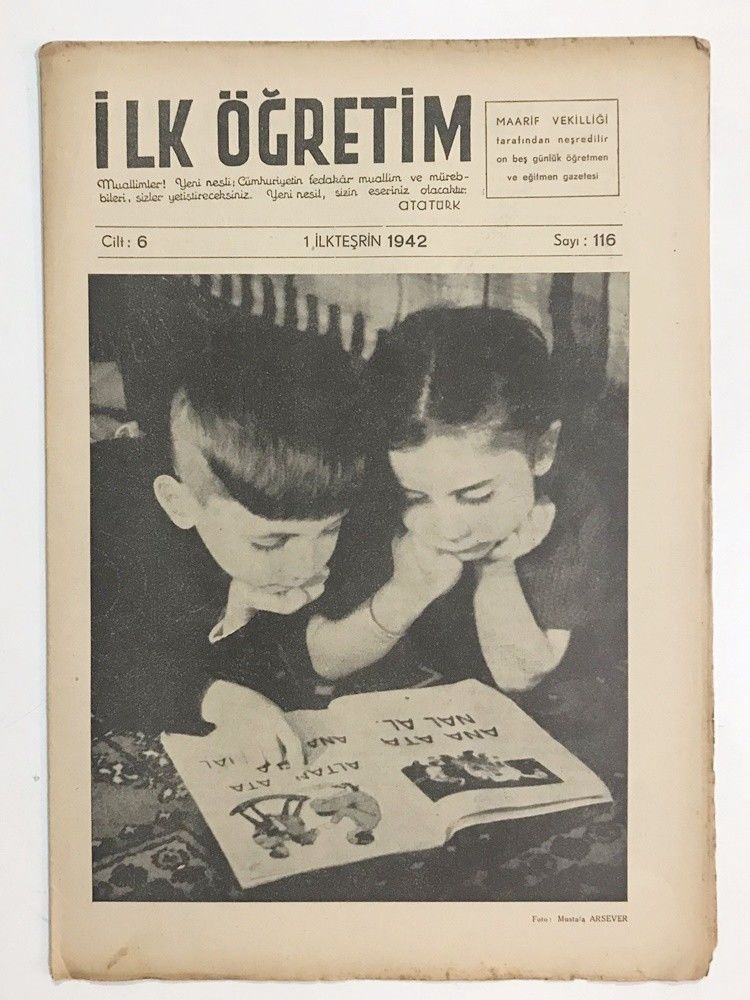 İLK ÖĞRETİM
Muallimler! Yeni nesli; Cümhuriyetin fedakâr muallim ve müreb-
bileri, sizler yetiştireceksiniz. Yeni nesil, sizin eseriniz olacaktır.
ATATÜRK
MAARİF VEKİLLİĞİ
tarafından neşredilir
on beş günlük öğretmen
ve eğitmen gazetesi
Cilt: 6
1 İLKTEŞRİN 1942
Sayı: 116
ANA ATA
NAL AL
ANA
ALTAN ATA
Foto: Mustafa ARSEVER